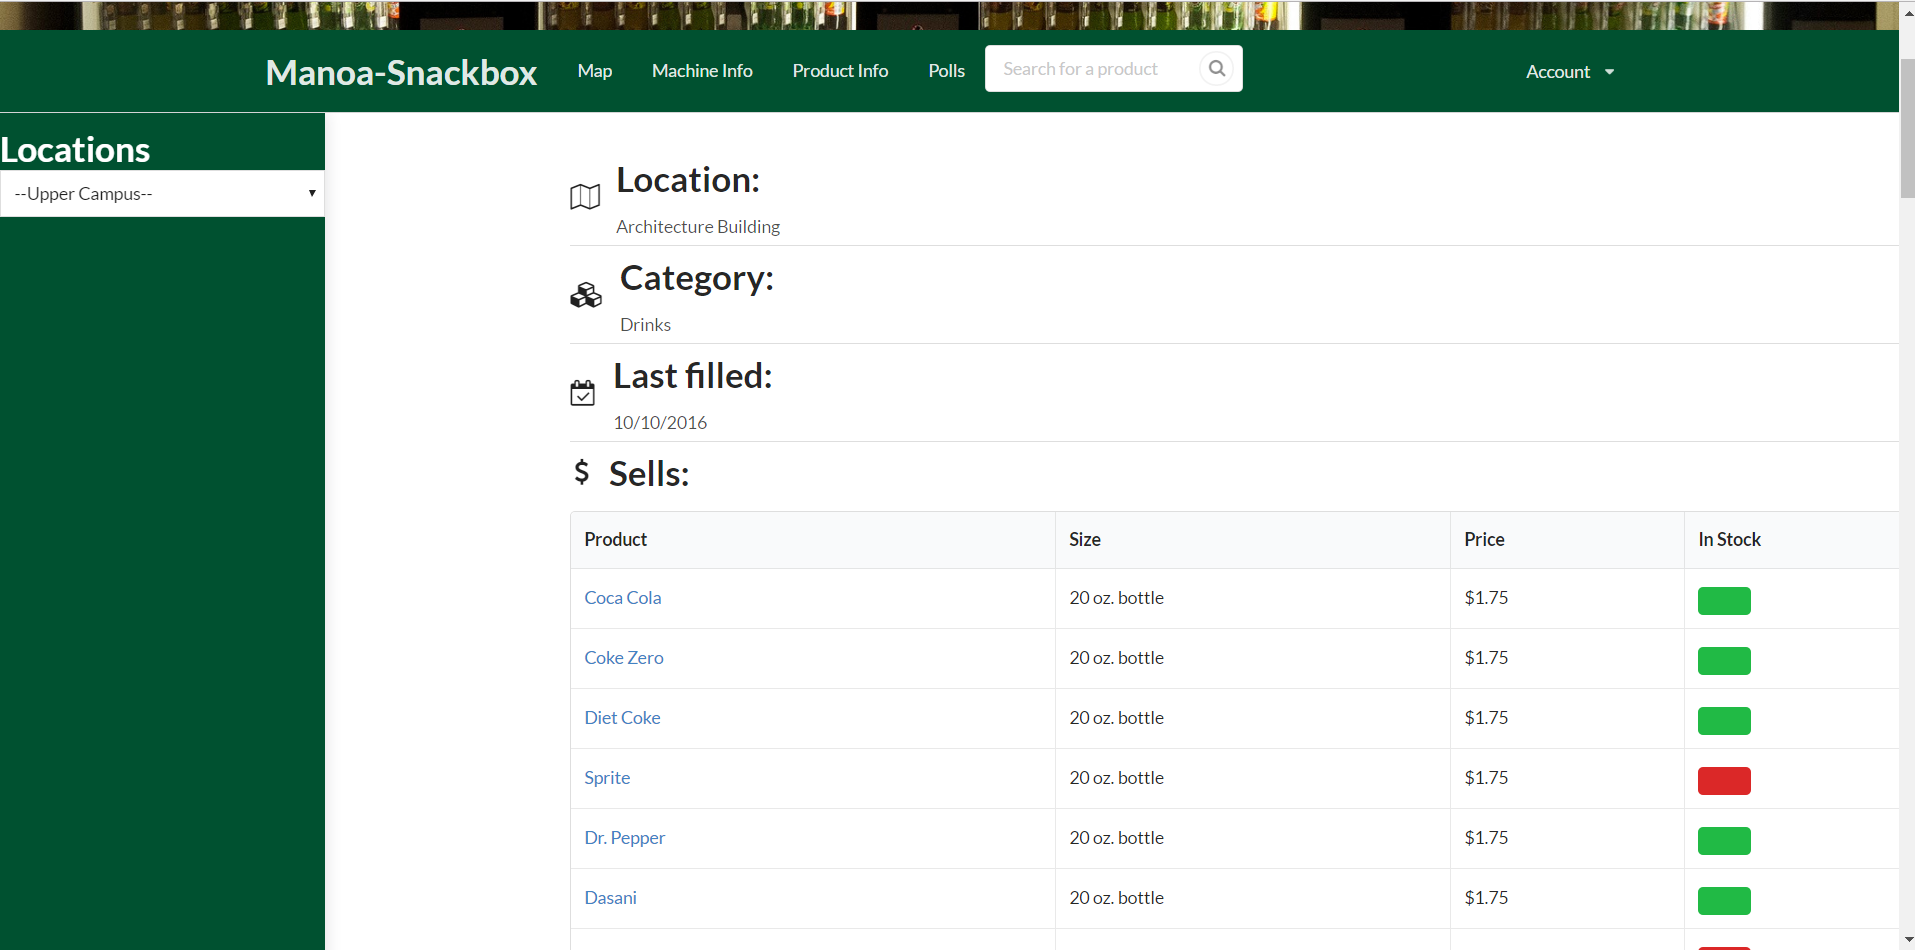 Manoa-Snackbox Map Machine Info Product Info Polls Search for a product Account
Locations
--Upper Campus--
Location:
Architecture Building
Category:
Drinks
Last filled:
10/10/2016
$ Sells:
Product Size Price In Stock
Coca Cola 20 oz. bottle $1.75
Coke Zero 20 oz. bottle $1.75
Diet Coke 20 oz. bottle $1.75
Sprite 20 oz. bottle $1.75
Dr. Pepper 20 oz. bottle $1.75
Dasani 20 oz. bottle $1.75